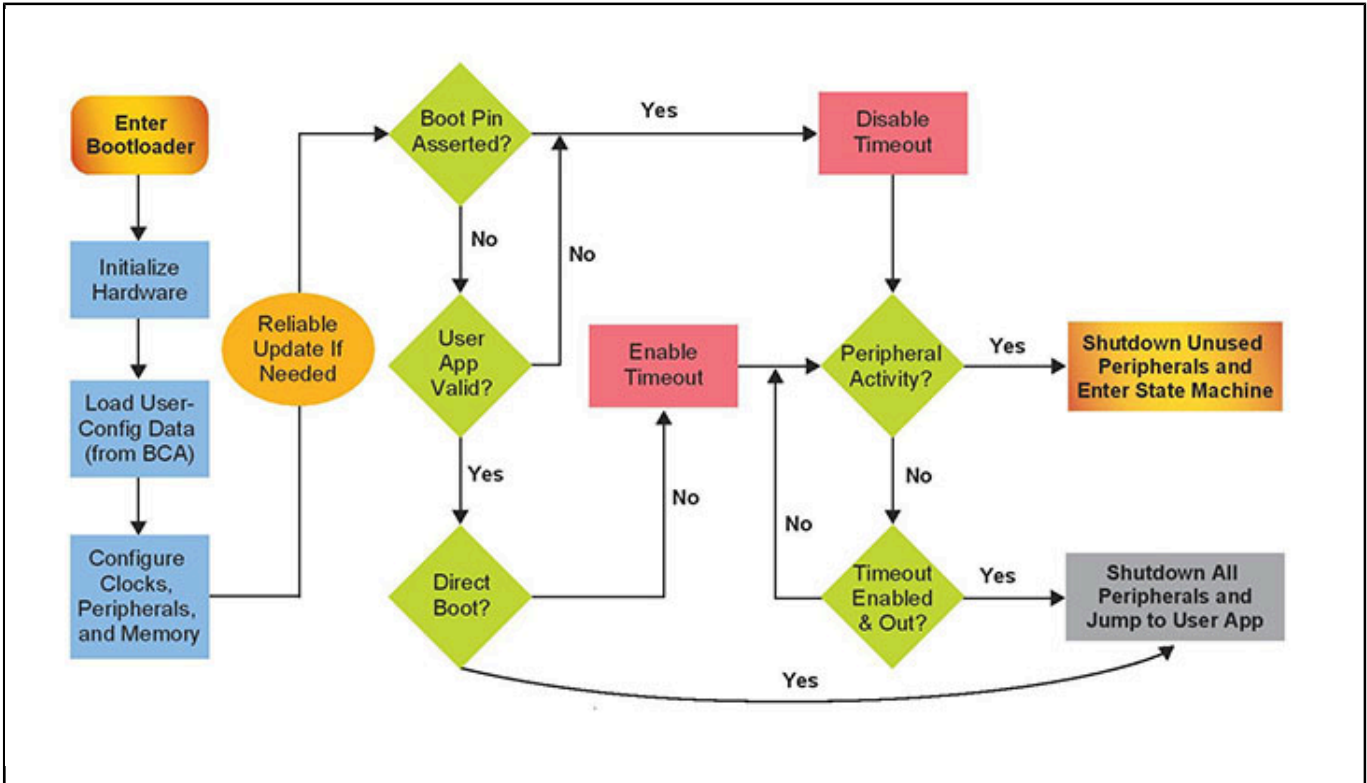 Enter
Bootloader
Initialize
Hardware
Load User-
Config Data
(from BCA)
Configure
Clocks,
Peripherals,
and Memory
Reliable
Update If
Needed
Boot Pin
Asserted?
Yes
No
No
User
App
Valid?
Yes
Direct
Boot?
No
Yes
Enable
Timeout
Disable
Timeout
Peripheral
Activity?
Yes
No
No
Timeout
Enabled
& Out?
Yes
Shutdown Unused
Peripherals and
Enter State Machine
Shutdown All
Peripherals and
Jump to User App